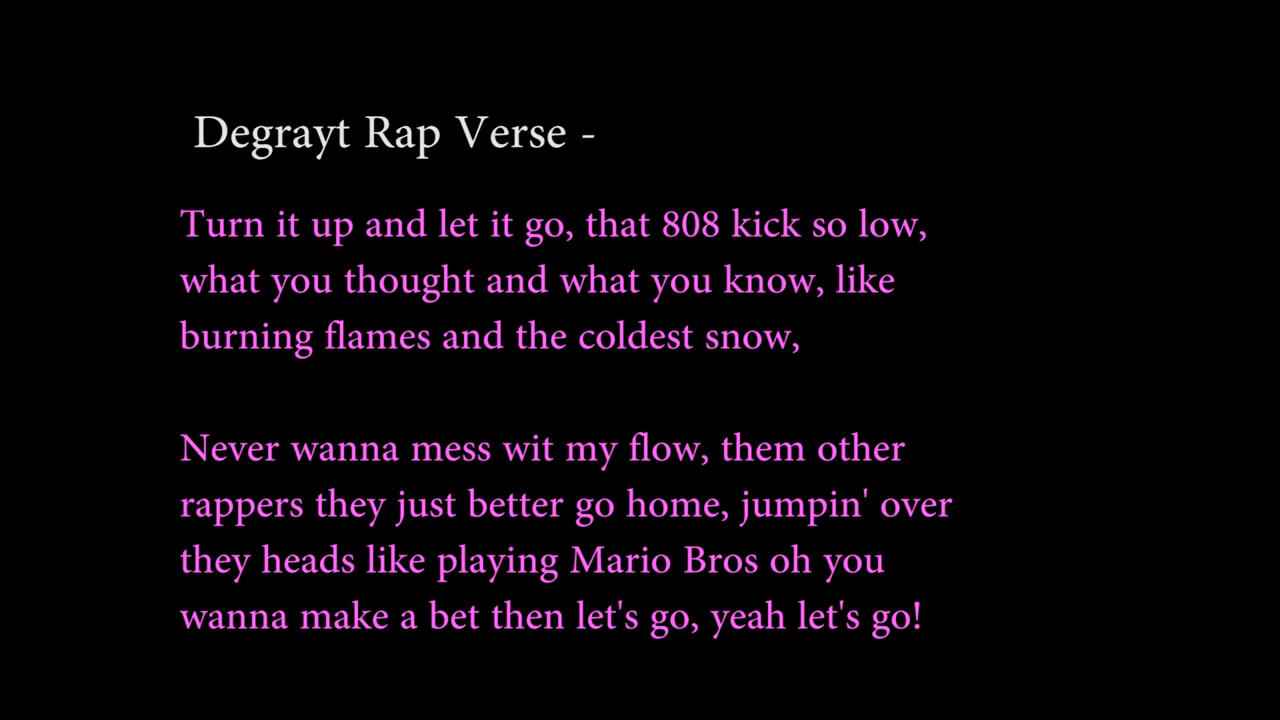 Degrayt Rap Verse -
Turn it up and let it go, that 808 kick so low,
what you thought and what you know, like
burning flames and the coldest snow,
Never wanna mess wit my flow, them other
rappers they just better go home, jumpin' over
they heads like playing Mario Bros oh you
wanna make a bet then let's go, yeah let's go!